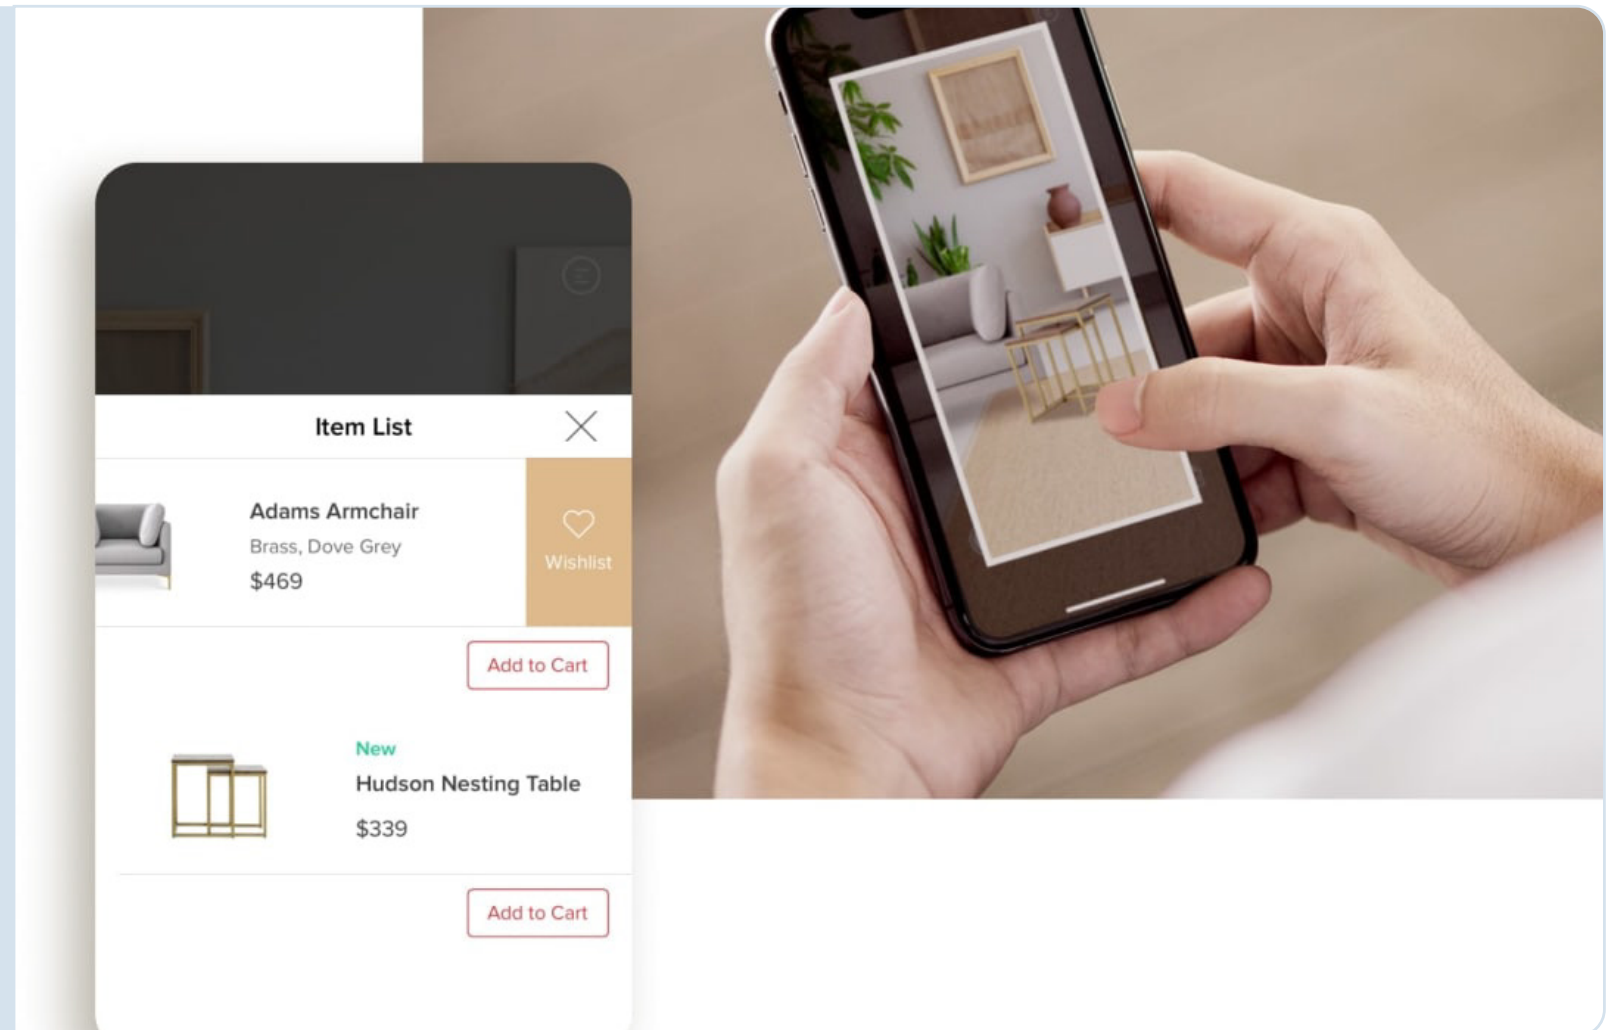 Item List
Adams Armchair
Brass, Dove Grey
$469
Wishlist
Add to Cart
New
Hudson Nesting Table
$339
Add to Cart